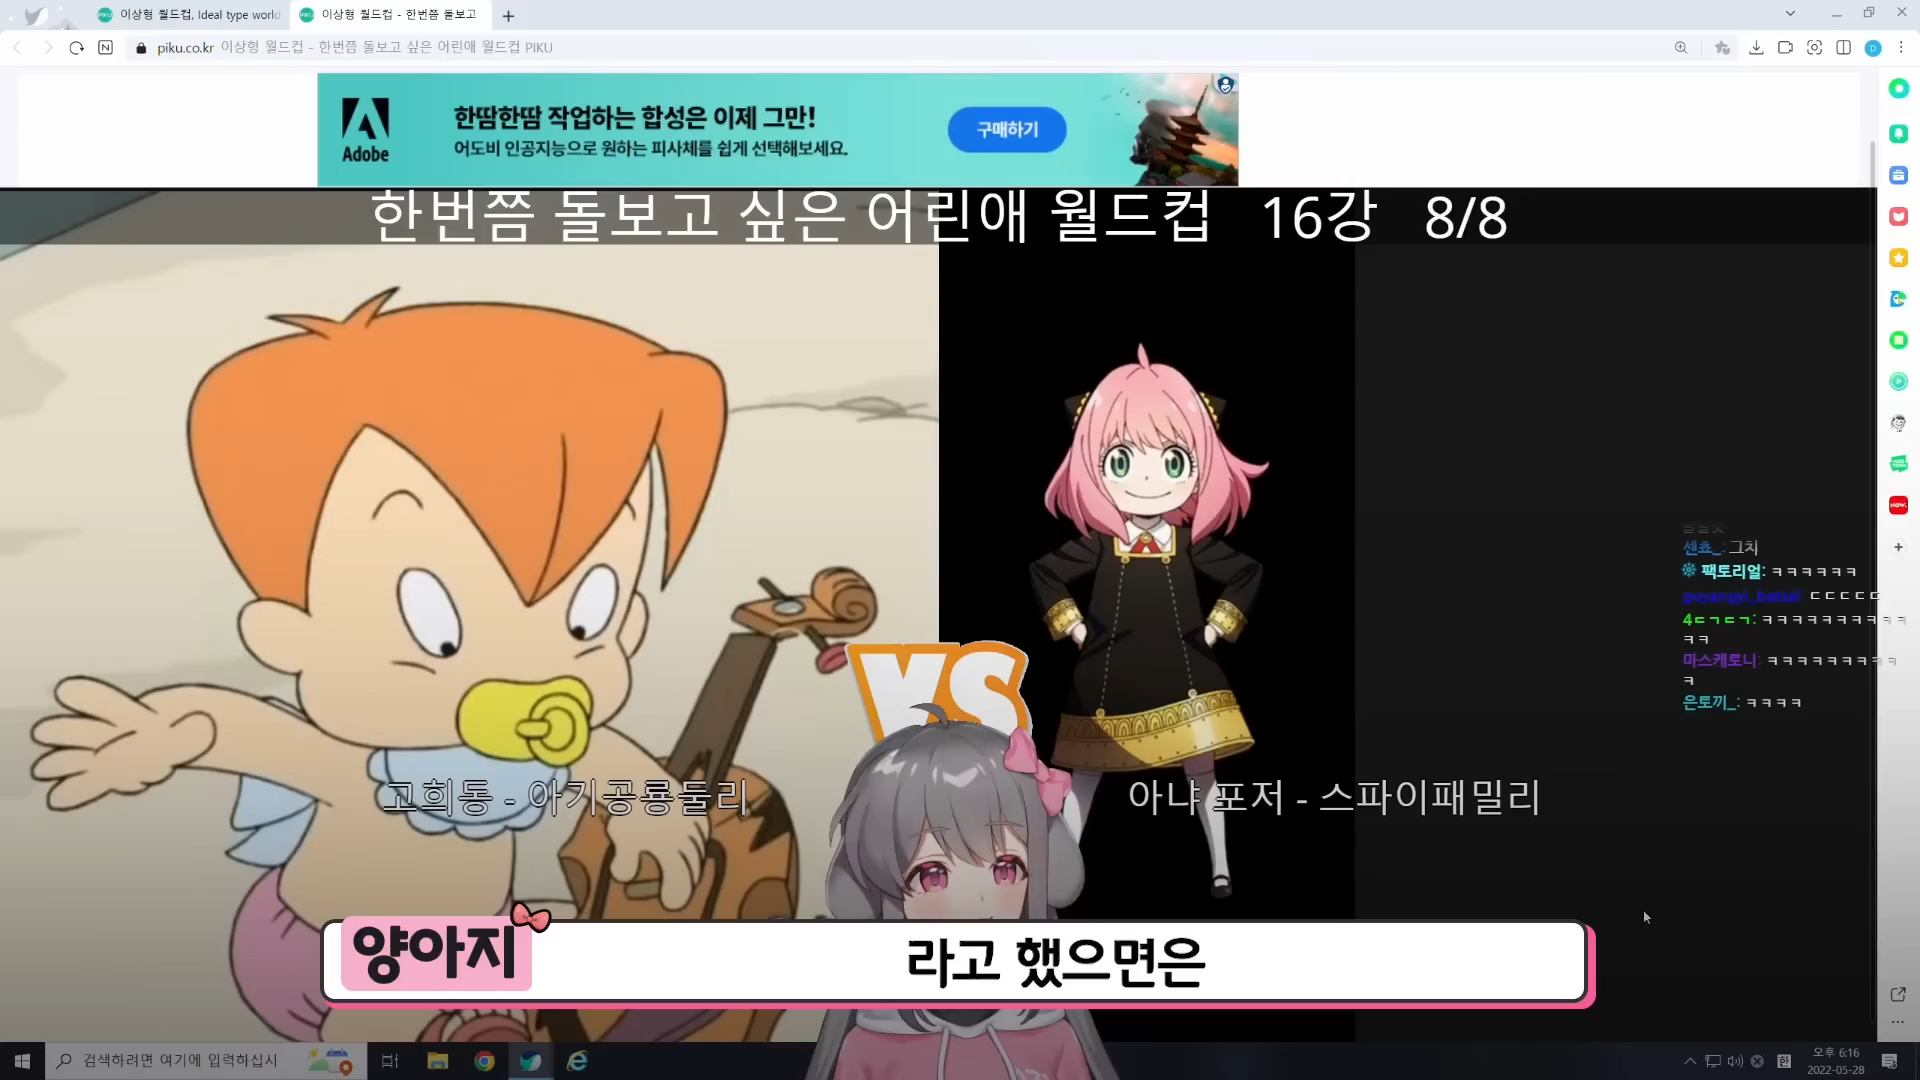 이상형 월드컵, Ideal type world
이상형 월드컵 - 한번쯤 돌보고
piku.co.kr 이상형 월드컵 - 한번쯤 돌보고 싶은 어린애 월드컵 PIKU
Adobe
한땀한땀 작업하는 합성은 이제 그만!
어도비 인공지능으로 원하는 피사체를 쉽게 선택해보세요.
구매하기
한번쯤 돌보고 싶은 어린애 월드컵 16강 8/8
VS
고희동 - 아기공룡둘리
아냐 포저 - 스파이패밀리
센쵸_: 그치
팩토리얼: ㅋㅋㅋㅋㅋㅋ
ㄷㄷㄷㄷㄷ
4ㄷㄱㄷㄱ: ㅋㅋㅋㅋㅋㅋㅋㅋㅋㅋ
ㅋㅋ
마스케로니: ㅋㅋㅋㅋㅋㅋㅋㅋㅋ
ㅋ
은토끼_: ㅋㅋㅋㅋ
NOW.
양아지
라고 했으면은
검색하려면 여기에 입력하십시
한
오후 6:16
2022-05-28